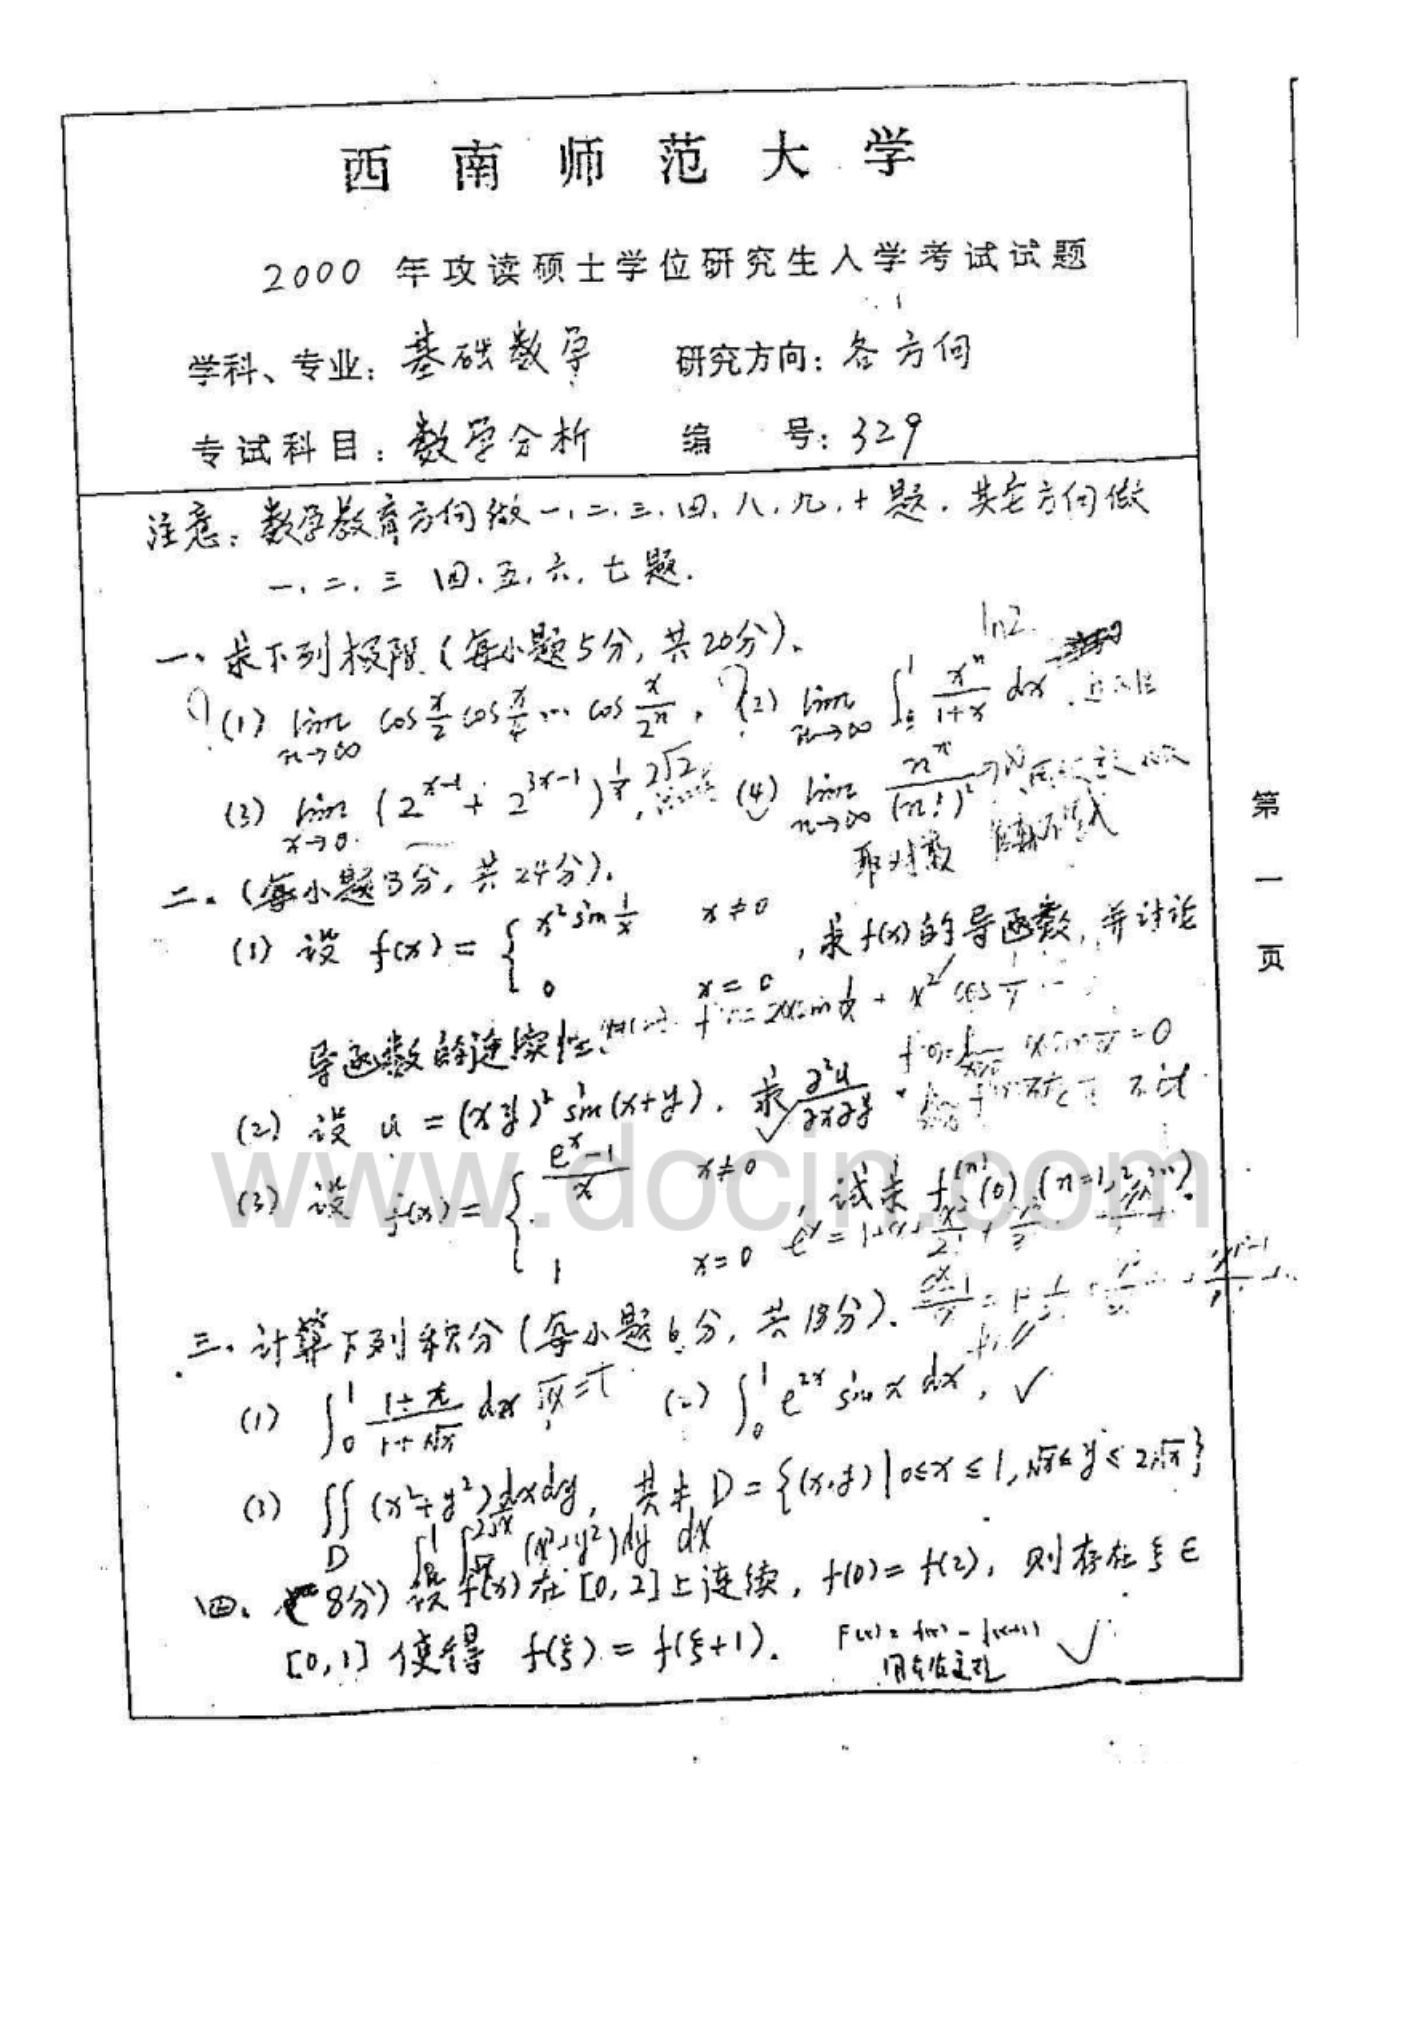 西南师范大学
2000 年攻读硕士学位研究生入学考试试题
学科、专业: 基础数学 研究方向: 各方向
专试科目: 数学分析 编号: 329
注意: 数学教育方向做一、二、三、四、八、九、十题. 其它方向做
一、二、三 四、五、六、七题.
一、求下列极限 (每小题5分, 共20分).
ln2
? (1) lim_{n→∞} cos x/2 cos x/4 … cos x/2^n . ? (2) lim_{n→∞} ∫ x^n/(1+x) dx .
(3) lim_{x→0} (2^{x-1} + 2^{3x-1})^{1/x} . 2√2 (4) lim_{n→∞} n^n/(n!)^2
取对数
二. (每小题8分, 共24分).
(1) 设 f(x) = { x² sin 1/x x≠0 ; 0 x=0 , 求f(x)的导函数, 并讨论
导函数的连续性.
(2) 设 u = (xy)² sin(x+y). 求 ∂²u/∂x∂y .
(3) 设 f(x) = { (e^x-1)/x x≠0 ; 1 x=0 , 试求 f^{(n)}(0) (n=1,2,…).
三. 计算下列积分 (每小题6分, 共18分).
(1) ∫_0^1 (1+x)/(1+√x) dx √x=t (2) ∫_0^1 e^{2x} sin x dx. ✓
(3) ∬_D (x²+y²)dxdy, 其中 D={(x,y)|0≤x≤1, √x≤y≤2√x}
(x²+y²)dy dx
四. (8分) 设 f(x) 在 [0,2] 上连续, f(0)=f(2), 则存在 ξ∈
[0,1] 使得 f(ξ) = f(ξ+1). F(x)=f(x)-f(x+1) ✓
第一页
www.docin.com